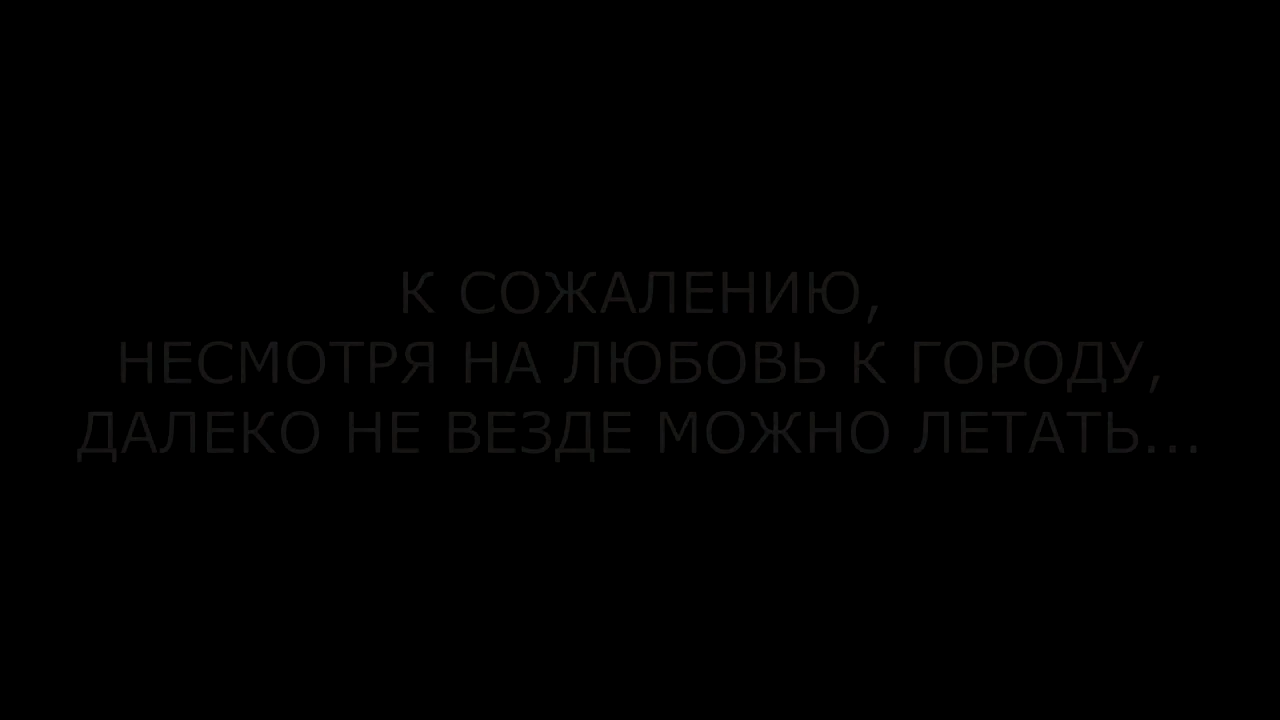 К СОЖАЛЕНИЮ,
НЕСМОТРЯ НА ЛЮБОВЬ К ГОРОДУ,
ДАЛЕКО НЕ ВЕЗДЕ МОЖНО ЛЕТАТЬ...